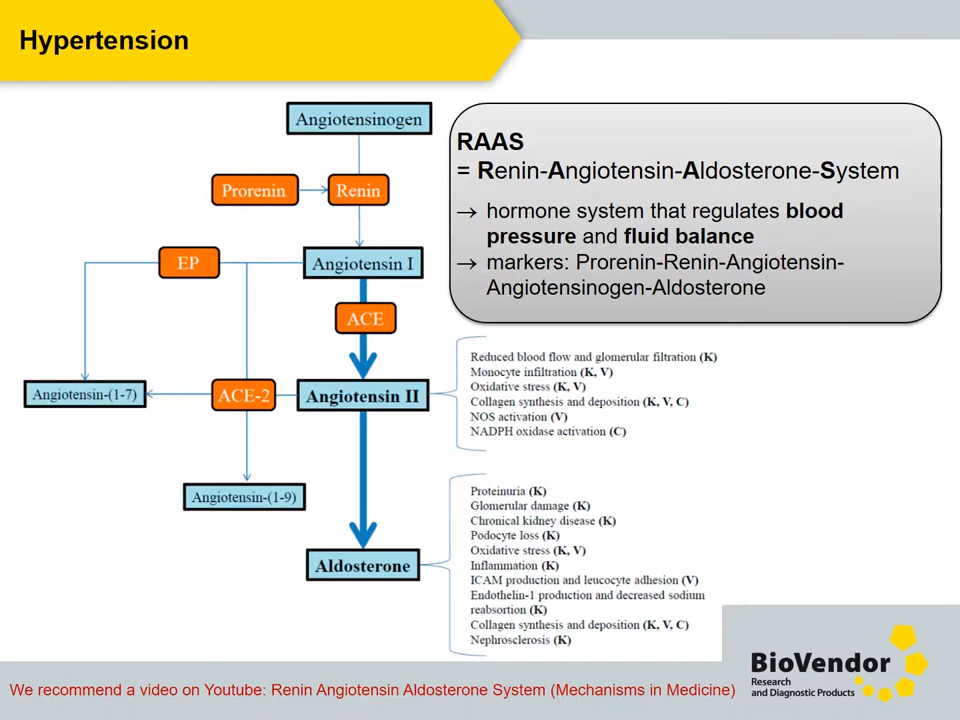 Hypertension
Angiotensinogen
Prorenin
Renin
EP
Angiotensin I
ACE
Angiotensin-(1-7)
ACE-2
Angiotensin II
Angiotensin-(1-9)
Aldosterone
RAAS
= Renin-Angiotensin-Aldosterone-System
→ hormone system that regulates blood
pressure and fluid balance
→ markers: Prorenin-Renin-Angiotensin-
Angiotensinogen-Aldosterone
Reduced blood flow and glomerular filtration (K)
Monocyte infiltration (K, V)
Oxidative stress (K, V)
Collagen synthesis and deposition (K, V, C)
NOS activation (V)
NADPH oxidase activation (C)
Proteinuria (K)
Glomerular damage (K)
Chronical kidney disease (K)
Podocyte loss (K)
Oxidative stress (K, V)
Inflammation (K)
ICAM production and leucocyte adhesion (V)
Endothelin-1 production and decreased sodium
reabsortion (K)
Collagen synthesis and deposition (K, V, C)
Nephrosclerosis (K)
BioVendor
Research
and Diagnostic Products
We recommend a video on Youtube: Renin Angiotensin Aldosterone System (Mechanisms in Medicine)